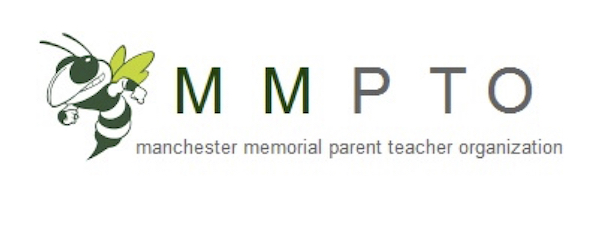 M M P T O
manchester memorial parent teacher organization